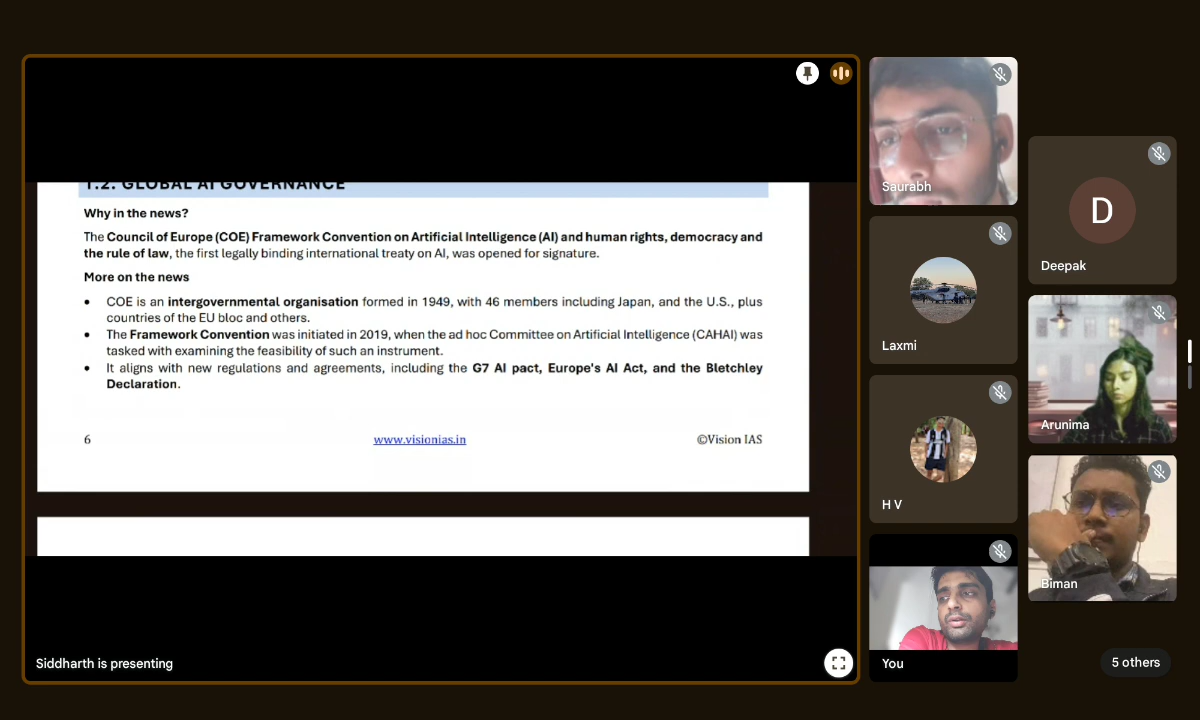 1.2. GLOBAL AI GOVERNANCE
Why in the news?
The Council of Europe (COE) Framework Convention on Artificial Intelligence (AI) and human rights, democracy and
the rule of law, the first legally binding international treaty on AI, was opened for signature.
More on the news
• COE is an intergovernmental organisation formed in 1949, with 46 members including Japan, and the U.S., plus
countries of the EU bloc and others.
• The Framework Convention was initiated in 2019, when the ad hoc Committee on Artificial Intelligence (CAHAI) was
tasked with examining the feasibility of such an instrument.
• It aligns with new regulations and agreements, including the G7 AI pact, Europe's AI Act, and the Bletchley
Declaration.
6 www.visionias.in ©Vision IAS
Siddharth is presenting
Saurabh
Laxmi
H V
You
D
Deepak
Arunima
Biman
5 others